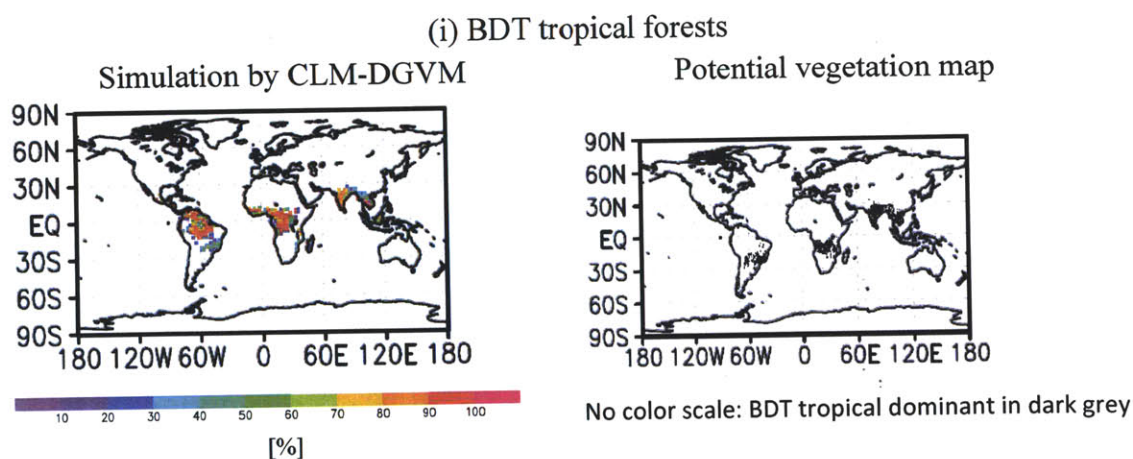 (i) BDT tropical forests
Simulation by CLM-DGVM
90N
60N
30N
EQ
30S
60S
90S
180 120W 60W 0 60E 120E 180
10 20 30 40 50 60 70 80 90 100
[%]
Potential vegetation map
90N
60N
30N
EQ
30S
60S
90S
180 120W 60W 0 60E 120E 180
No color scale: BDT tropical dominant in dark grey